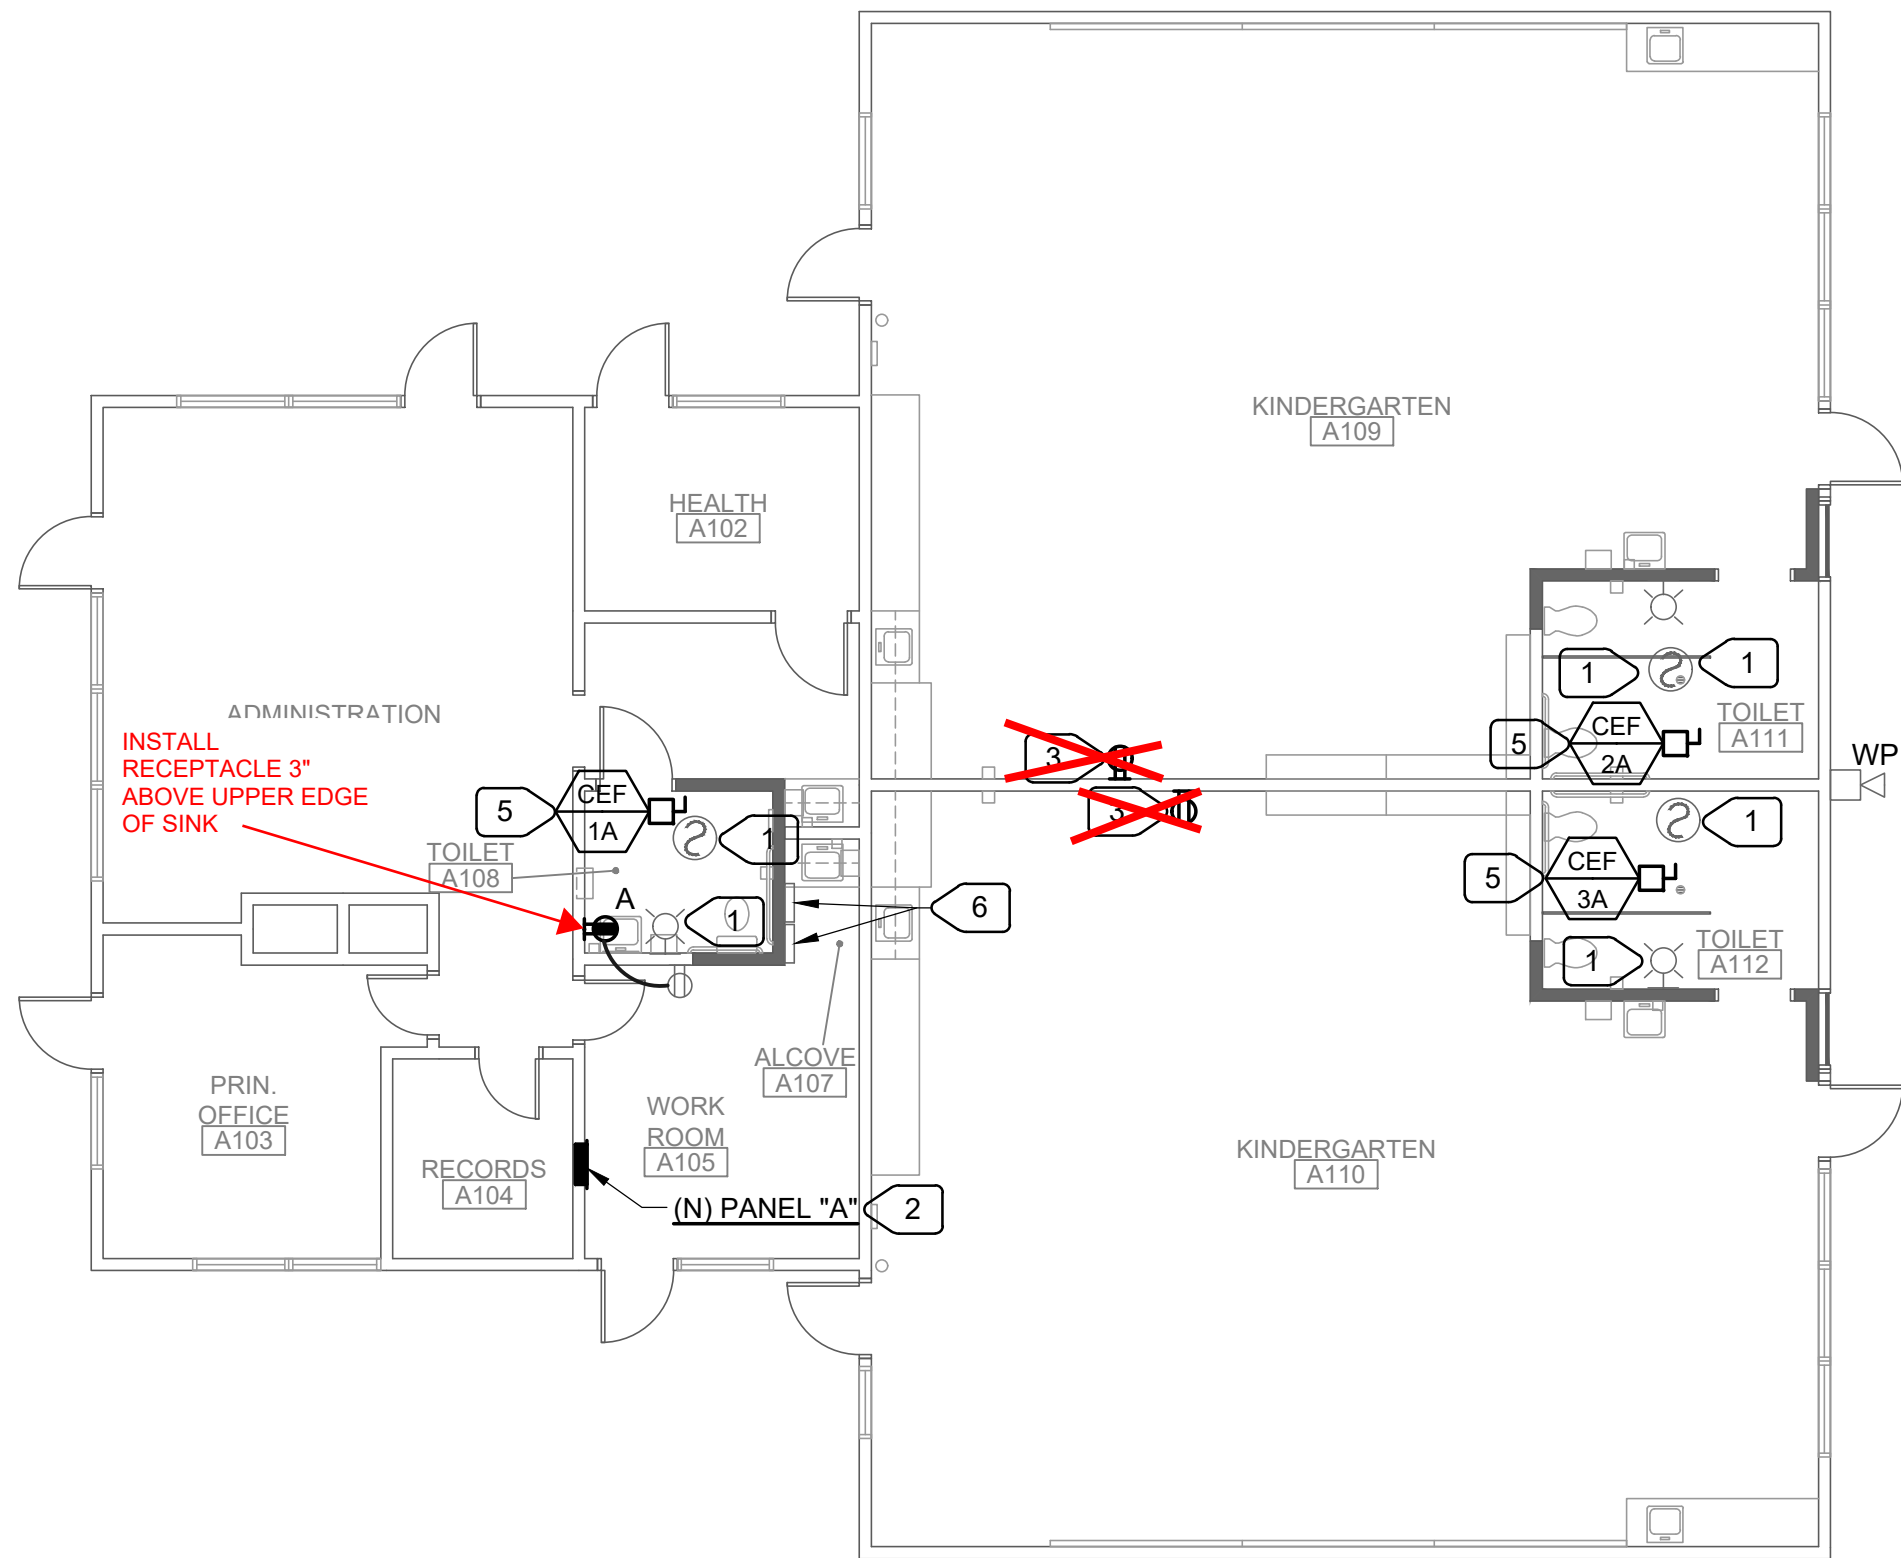 KINDERGARTEN
A109
HEALTH
A102
ADMINISTRATION
INSTALL
RECEPTACLE 3"
ABOVE UPPER EDGE
OF SINK
1
1
TOILET
A111
5
CEF
2A
WP
3
3
5
CEF
1A
1
TOILET
A108
A
1
6
1
5
CEF
3A
1
TOILET
A112
ALCOVE
A107
PRIN.
OFFICE
A103
WORK
ROOM
A105
RECORDS
A104
(N) PANEL "A"
2
KINDERGARTEN
A110